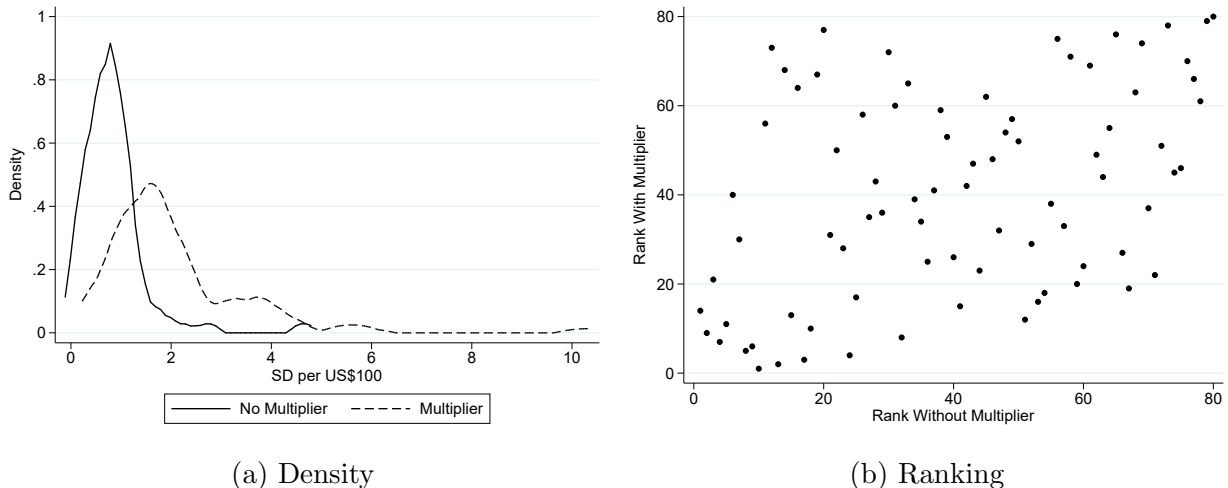 1
.8
.6
.4
.2
0
Density
0 2 4 6 8 10
SD per US$100
No Multiplier Multiplier
(a) Density
80
60
40
20
0
Rank With Multiplier
0 20 40 60 80
Rank Without Multiplier
(b) Ranking